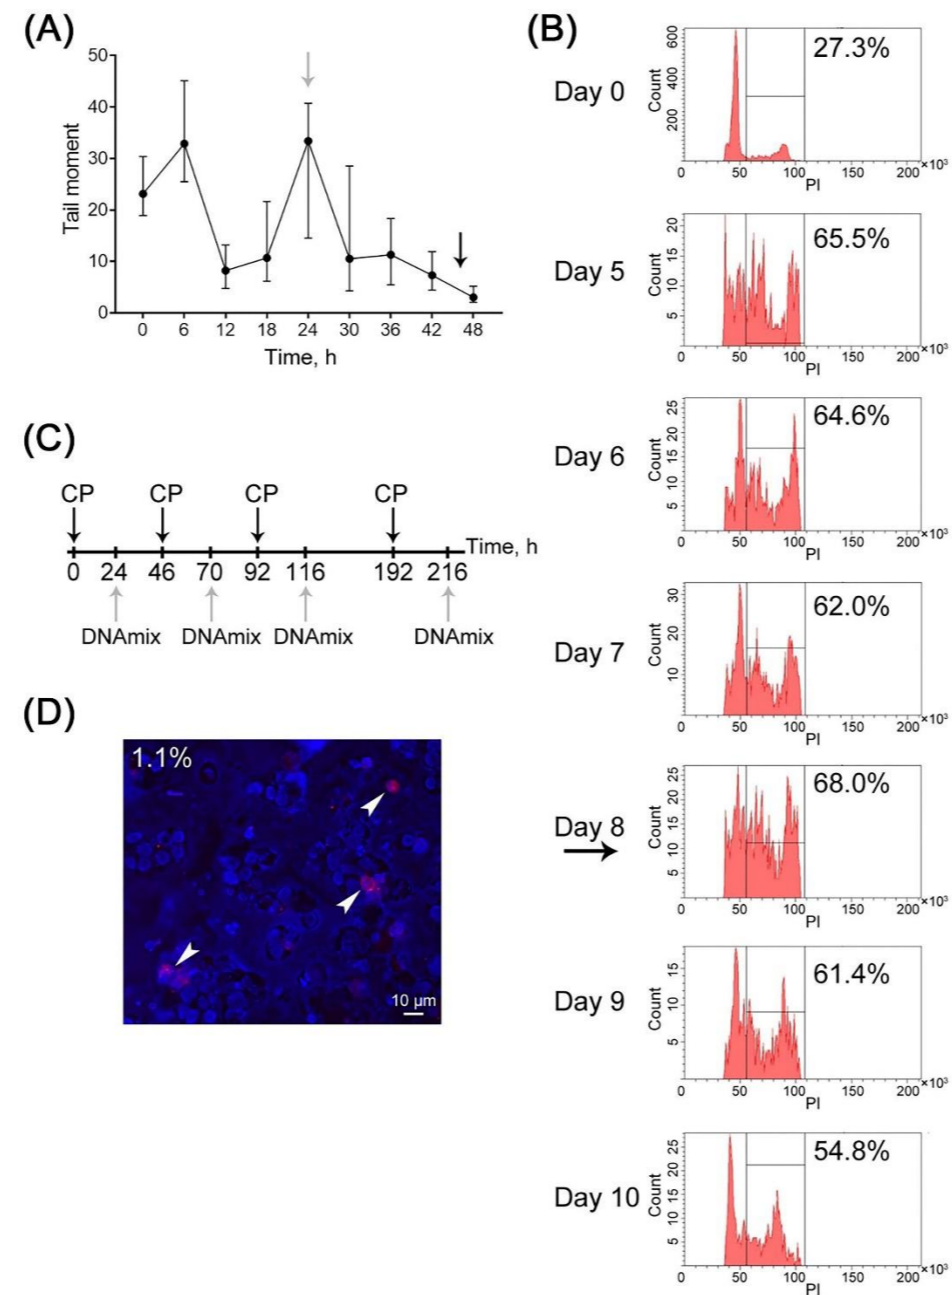 (A)
50
40
30
20
10
0
Tail moment
0 6 12 18 24 30 36 42 48
Time, h
(B)
Day 0
600
400
200
Count
27.3%
0 50 100 150 200 ×10³
PI
Day 5
20
15
10
5
Count
65.5%
0 50 100 150 200 ×10³
PI
Day 6
25
20
15
10
5
Count
64.6%
0 50 100 150 200 ×10³
PI
Day 7
30
20
10
Count
62.0%
0 50 100 150 200 ×10³
PI
Day 8
25
20
15
10
5
Count
68.0%
0 50 100 150 200 ×10³
PI
Day 9
15
10
5
Count
61.4%
0 50 100 150 200 ×10³
PI
Day 10
25
20
15
10
5
Count
54.8%
0 50 100 150 200 ×10³
PI
(C)
CP CP CP CP
Time, h
0 24 46 70 92 116 192 216
DNAmix DNAmix DNAmix DNAmix
(D)
1.1%
10 µm